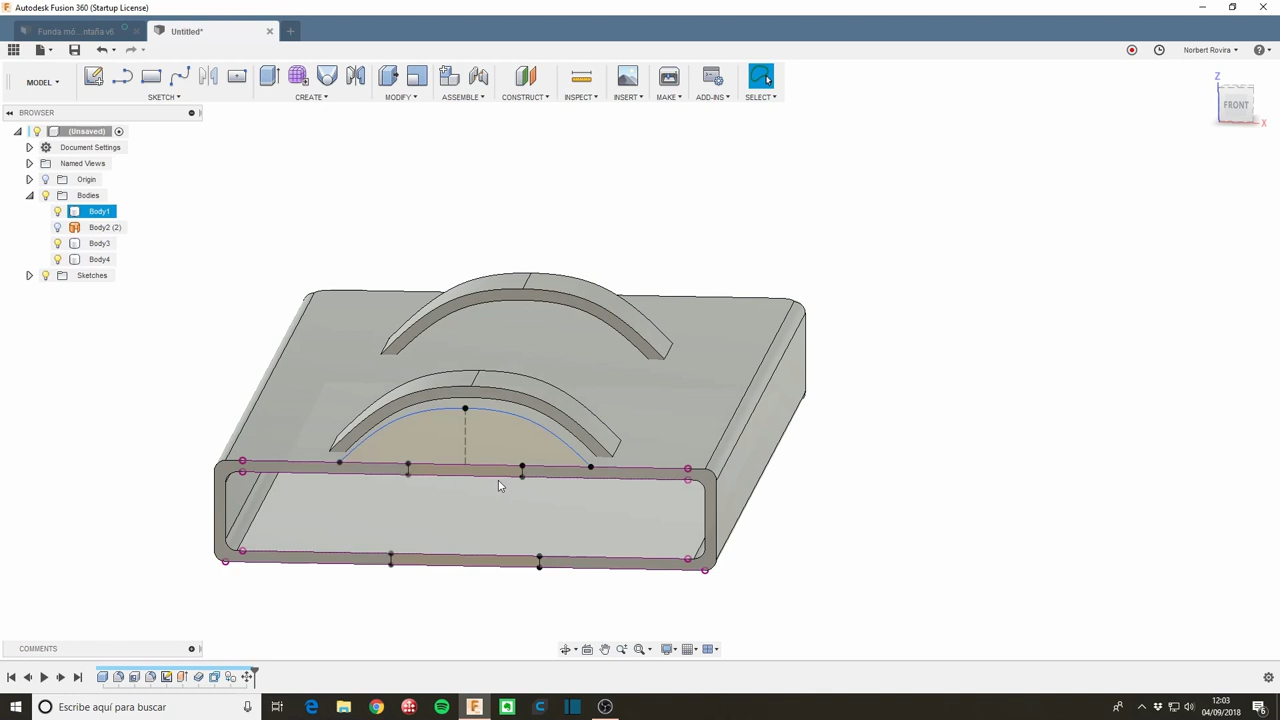 Autodesk Fusion 360 (Startup License)
Funda mó...ntaña v6
Untitled*
Norbert Rovira
MODEL
SKETCH
CREATE
MODIFY
ASSEMBLE
CONSTRUCT
INSPECT
INSERT
MAKE
ADD-INS
SELECT
Z
FRONT
X
BROWSER
(Unsaved)
Document Settings
Named Views
Origin
Bodies
Body1
Body2 (2)
Body3
Body4
Sketches
COMMENTS
Escribe aquí para buscar
12:03
04/09/2018